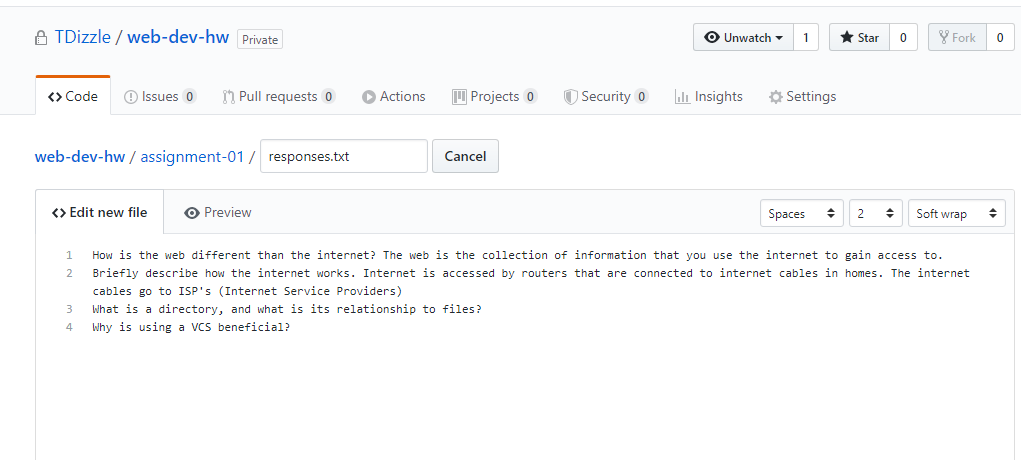 TDizzle / web-dev-hw Private
Unwatch 1 Star 0 Fork 0
Code Issues 0 Pull requests 0 Actions Projects 0 Security 0 Insights Settings
web-dev-hw / assignment-01 / responses.txt Cancel
Edit new file Preview Spaces 2 Soft wrap
1 How is the web different than the internet? The web is the collection of information that you use the internet to gain access to.
2 Briefly describe how the internet works. Internet is accessed by routers that are connected to internet cables in homes. The internet
cables go to ISP's (Internet Service Providers)
3 What is a directory, and what is its relationship to files?
4 Why is using a VCS beneficial?